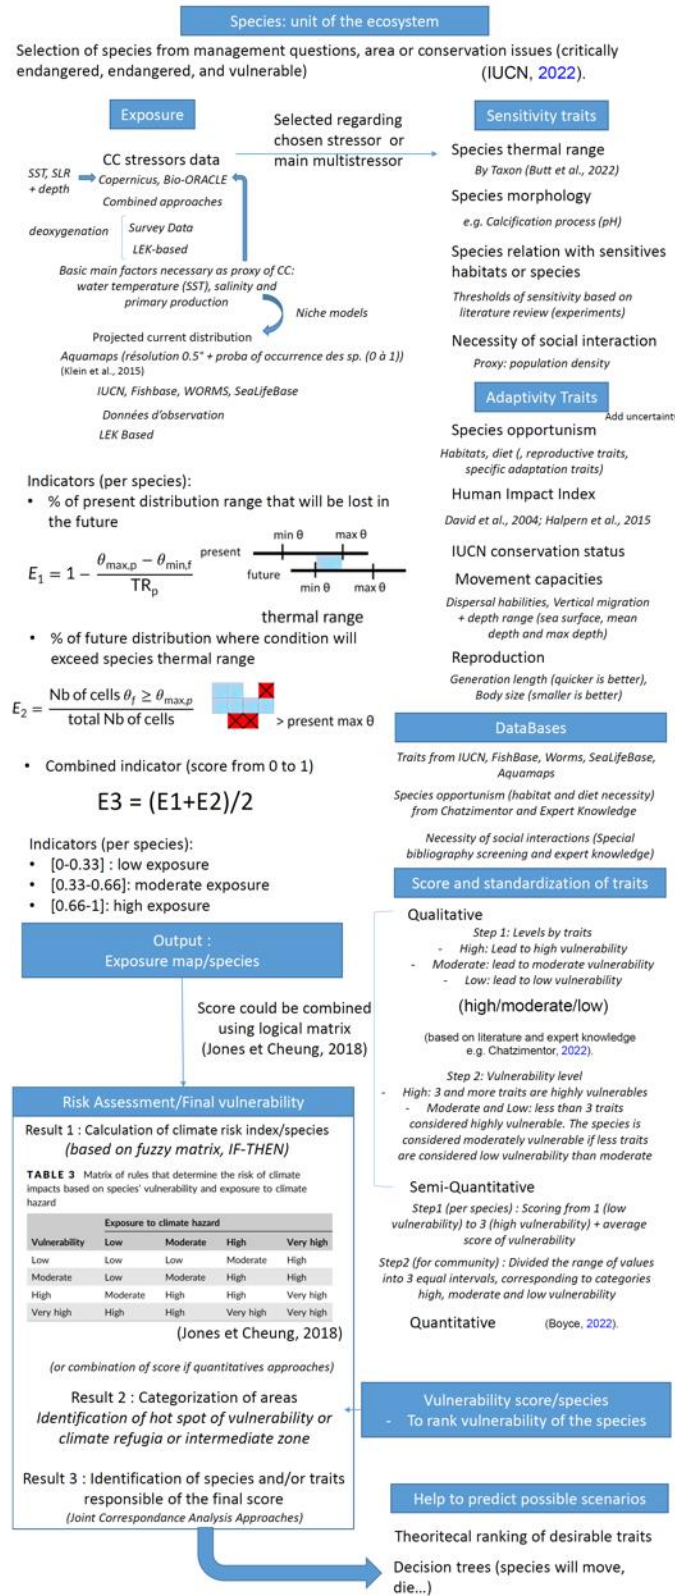 Species: unit of the ecosystem
Selection of species from management questions, area or conservation issues (critically
endangered, endangered, and vulnerable)
(IUCN, 2022).
Exposure
CC stressors data
SST, SLR
+ depth
Copernicus, Bio-ORACLE
Combined approaches
deoxygenation
Survey Data
LEK-based
Basic main factors necessary as proxy of CC:
water temperature (SST), salinity and
primary production
Niche models
Projected current distribution
Aquamaps (résolution 0.5° + proba of occurrence des sp. (0 à 1))
(Klein et al., 2015)
IUCN, Fishbase, WORMS, SeaLifeBase
Données d'observation
LEK Based
Selected regarding
chosen stressor or
main multistressor
Sensitivity traits
Species thermal range
By Taxon (Butt et al., 2022)
Species morphology
e.g. Calcification process (pH)
Species relation with sensitives
habitats or species
Thresholds of sensitivity based on
literature review (experiments)
Necessity of social interaction
Proxy: population density
Adaptivity Traits
Add uncertainty
Species opportunism
Habitats, diet (, reproductive traits,
specific adaptation traits)
Human Impact Index
David et al., 2004; Halpern et al., 2015
IUCN conservation status
Movement capacities
Dispersal habilities, Vertical migration
+ depth range (sea surface, mean
depth and max depth)
Reproduction
Generation length (quicker is better),
Body size (smaller is better)
Indicators (per species):
• % of present distribution range that will be lost in
the future
E1 = 1 − (θmax,p − θmin,f) / TRp
min θ max θ
present
future
min θ max θ
thermal range
• % of future distribution where condition will
exceed species thermal range
E2 = Nb of cells θf ≥ θmax,p / total Nb of cells
> present max θ
• Combined indicator (score from 0 to 1)
E3 = (E1+E2)/2
Indicators (per species):
• [0-0.33] : low exposure
• [0.33-0.66]: moderate exposure
• [0.66-1]: high exposure
Output :
Exposure map/species
Score could be combined
using logical matrix
(Jones et Cheung, 2018)
DataBases
Traits from IUCN, FishBase, Worms, SeaLifeBase,
Aquamaps
Species opportunism (habitat and diet necessity)
from Chatzimentor and Expert Knowledge
Necessity of social interactions (Special
bibliography screening and expert knowledge)
Score and standardization of traits
Qualitative
Step 1: Levels by traits
- High: Lead to high vulnerability
- Moderate: lead to moderate vulnerability
- Low: lead to low vulnerability
(high/moderate/low)
(based on literature and expert knowledge
e.g. Chatzimentor, 2022).
Step 2: Vulnerability level
- High: 3 and more traits are highly vulnerables
- Moderate and Low: less than 3 traits
considered highly vulnerable. The species is
considered moderately vulnerable if less traits
are considered low vulnerability than moderate
Semi-Quantitative
Step1 (per species) : Scoring from 1 (low
vulnerability) to 3 (high vulnerability) + average
score of vulnerability
Step2 (for community) : Divided the range of values
into 3 equal intervals, corresponding to categories
high, moderate and low vulnerability
Quantitative (Boyce, 2022).
Risk Assessment/Final vulnerability
Result 1 : Calculation of climate risk index/species
(based on fuzzy matrix, IF-THEN)
TABLE 3 Matrix of rules that determine the risk of climate
impacts based on species' vulnerability and exposure to climate
hazard
Exposure to climate hazard
Vulnerability Low Moderate High Very high
Low Low Low Moderate High
Moderate Low Moderate High High
High Moderate High High Very high
Very high High High Very high Very high
(Jones et Cheung, 2018)
(or combination of score if quantitatives approaches)
Result 2 : Categorization of areas
Identification of hot spot of vulnerability or
climate refugia or intermediate zone
Result 3 : Identification of species and/or traits
responsible of the final score
(Joint Correspondance Analysis Approaches)
Vulnerability score/species
- To rank vulnerability of the species
Help to predict possible scenarios
Theoritecal ranking of desirable traits
Decision trees (species will move,
die...)